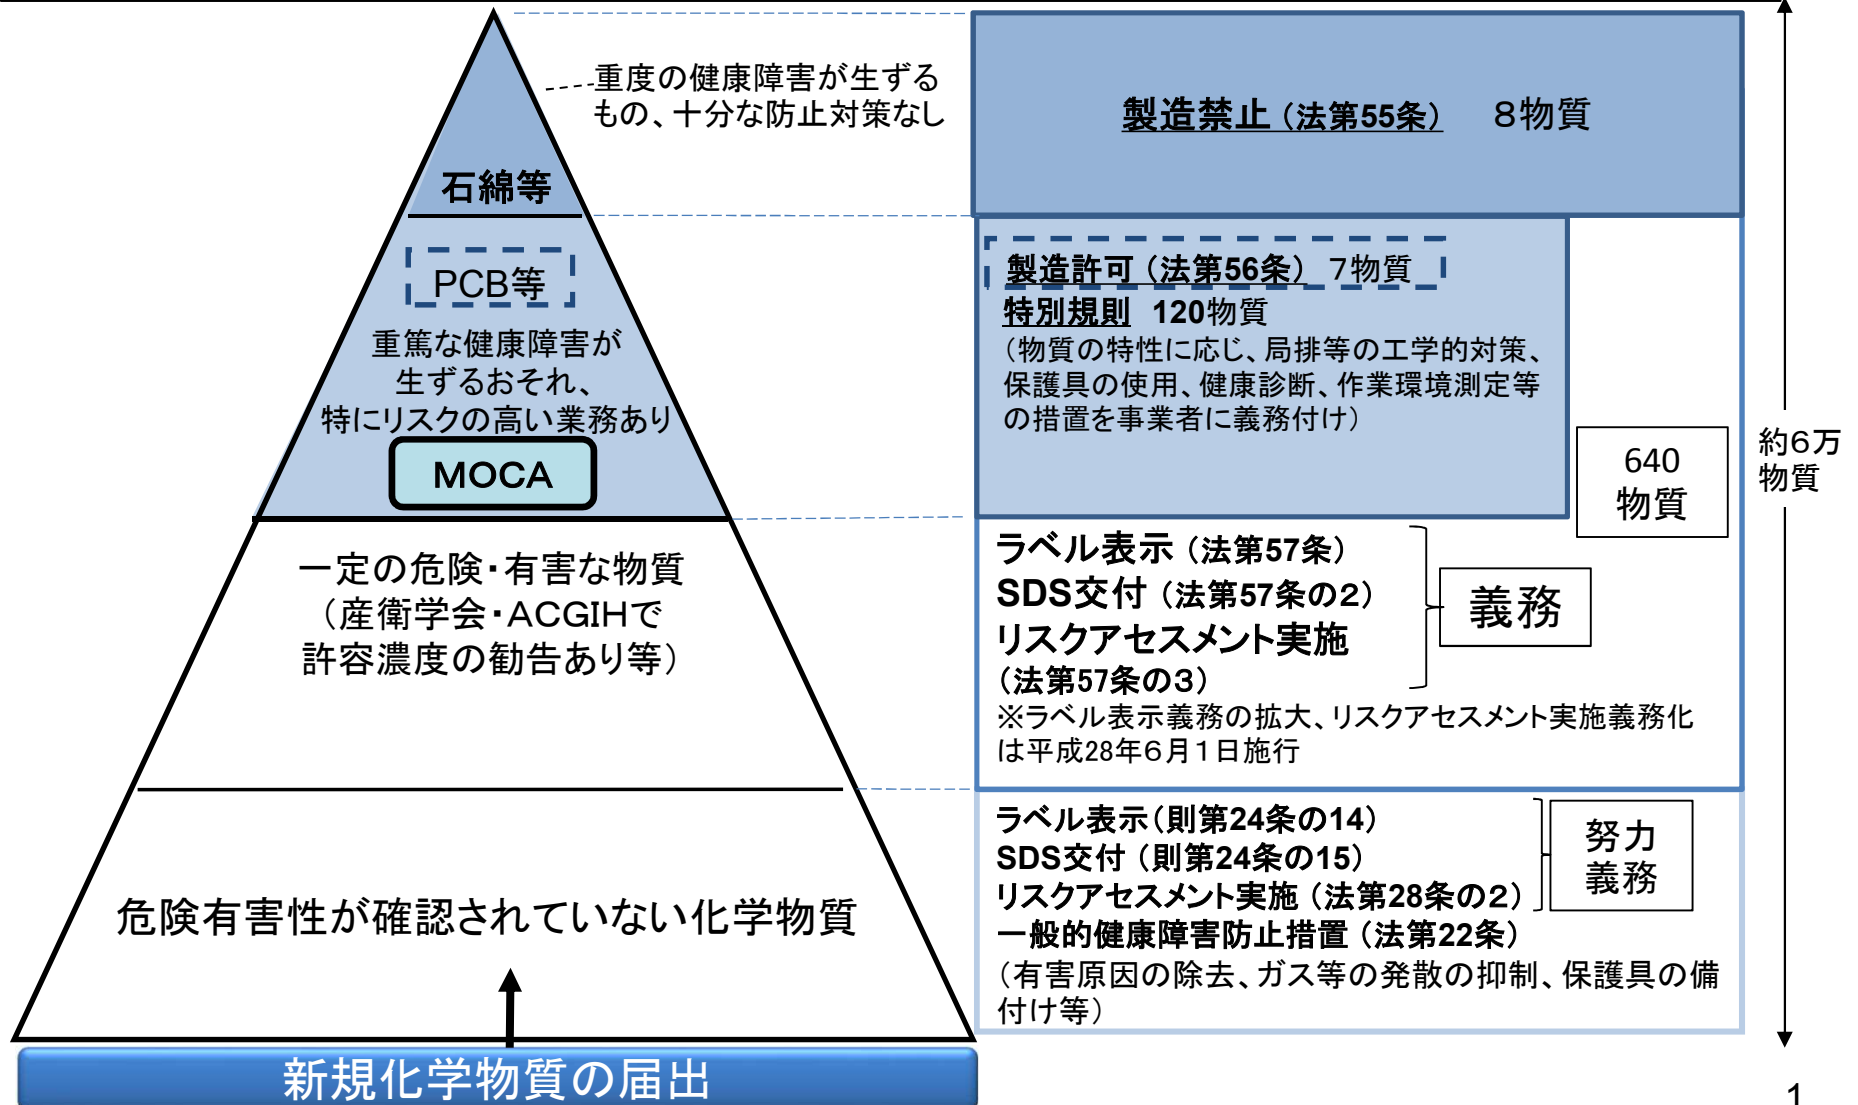 重度の健康障害が生ずる
もの、十分な防止対策なし
石綿等
PCB等
重篤な健康障害が
生ずるおそれ、
特にリスクの高い業務あり
MOCA
一定の危険・有害な物質
（産衛学会・ACGIHで
許容濃度の勧告あり等）
危険有害性が確認されていない化学物質
新規化学物質の届出
製造禁止（法第55条）　８物質
製造許可（法第56条）　７物質
特別規則　120物質
（物質の特性に応じ、局排等の工学的対策、
保護具の使用、健康診断、作業環境測定等
の措置を事業者に義務付け）
640
物質
ラベル表示（法第57条）
SDS交付（法第57条の２）
リスクアセスメント実施
（法第57条の３）
義務
※ラベル表示義務の拡大、リスクアセスメント実施義務化
は平成28年６月１日施行
ラベル表示（則第24条の14）
SDS交付（則第24条の15）
リスクアセスメント実施（法第28条の２）
努力
義務
一般的健康障害防止措置（法第22条）
（有害原因の除去、ガス等の発散の抑制、保護具の備
付け等）
約６万
物質
1